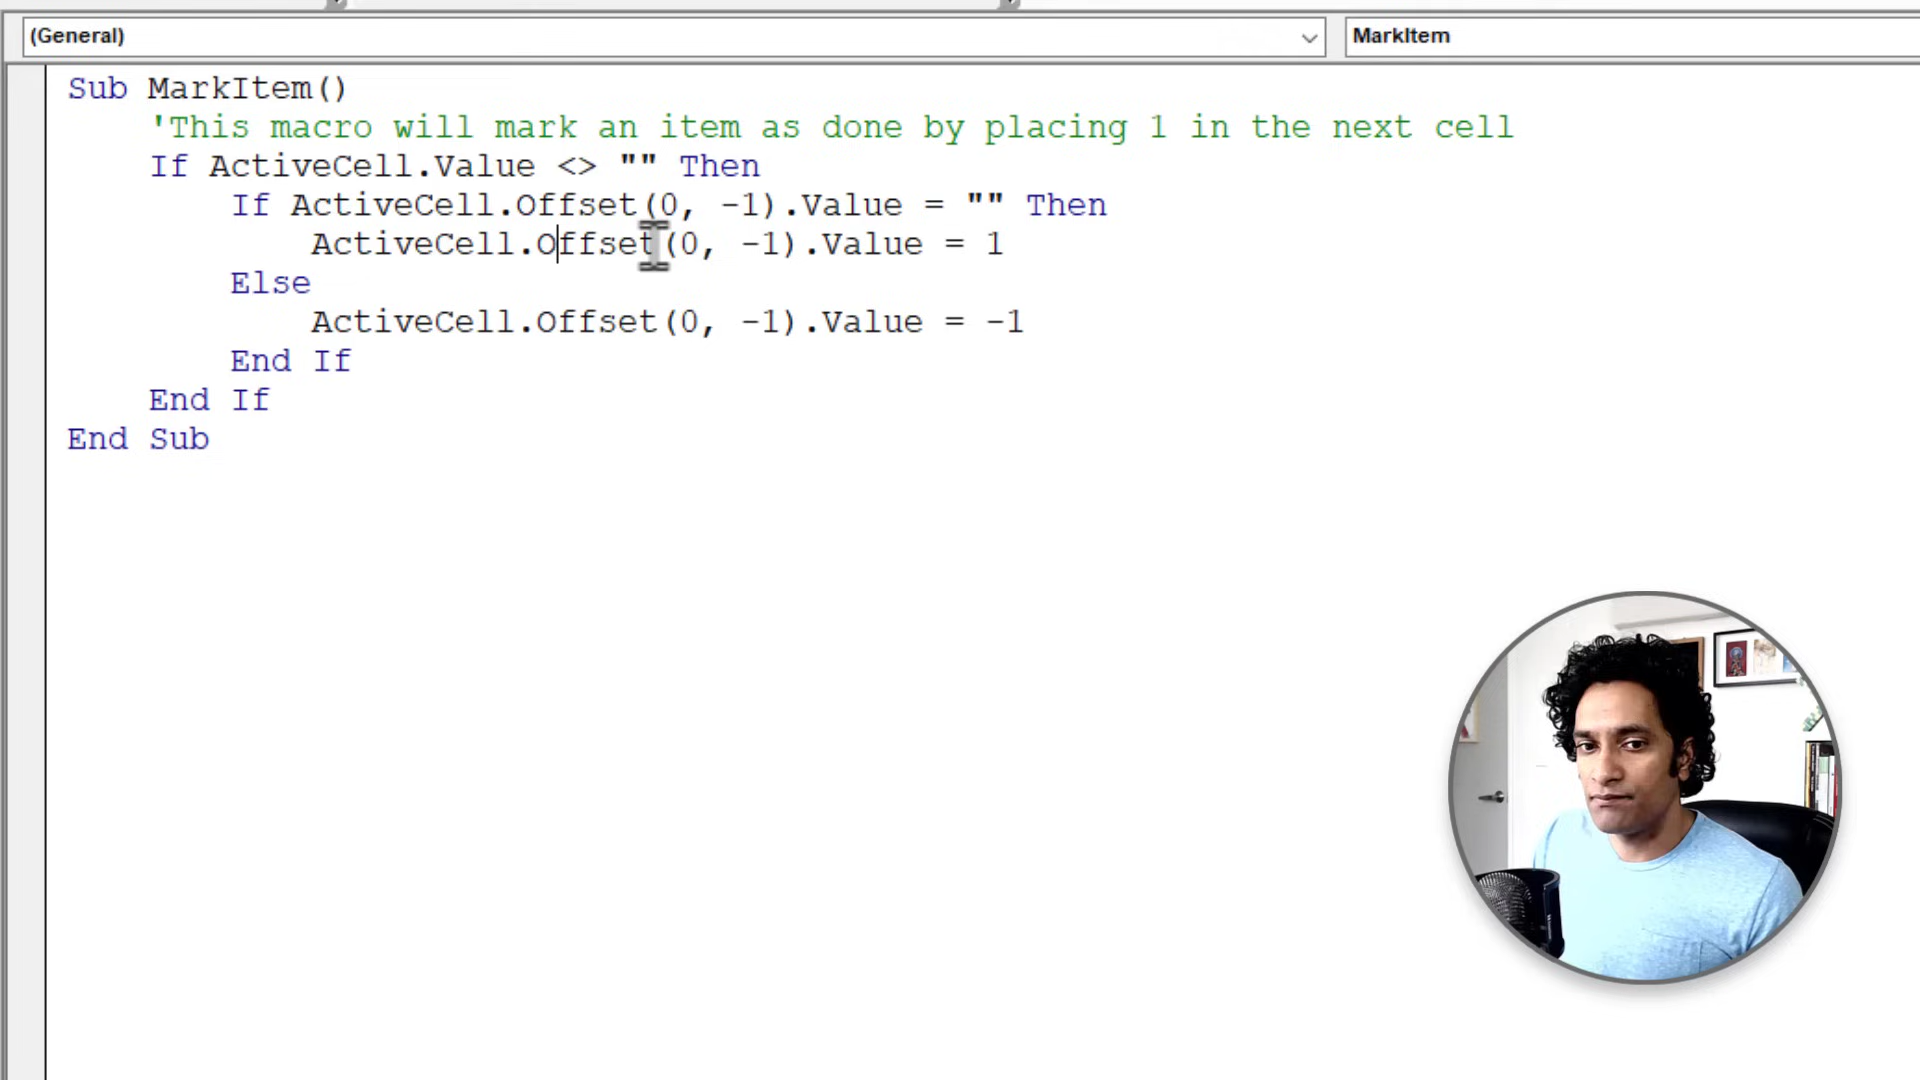 (General)
MarkItem
Sub MarkItem()
'This macro will mark an item as done by placing 1 in the next cell
If ActiveCell.Value <> "" Then
If ActiveCell.Offset(0, -1).Value = "" Then
ActiveCell.Offset(0, -1).Value = 1
Else
ActiveCell.Offset(0, -1).Value = -1
End If
End If
End Sub